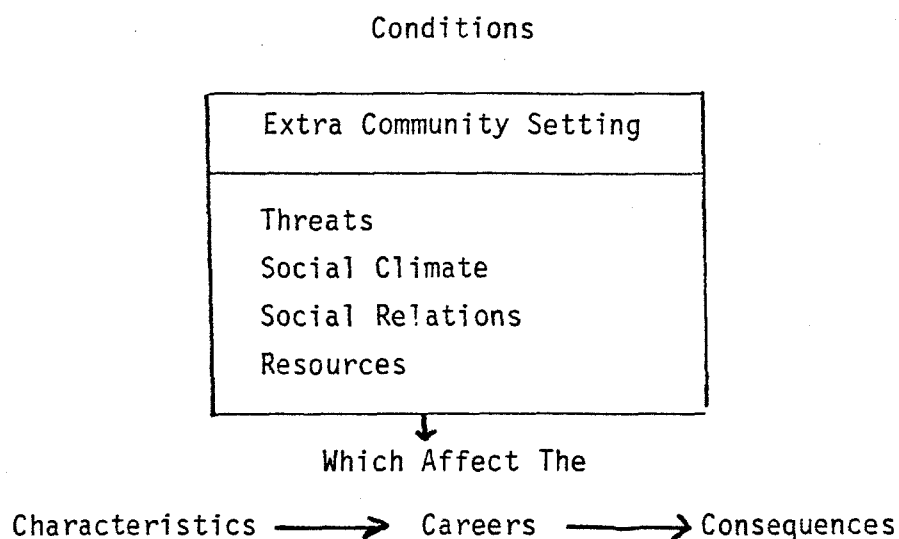 Conditions
Extra Community Setting
Threats
Social Climate
Social Relations
Resources
Which Affect The
Characteristics → Careers → Consequences